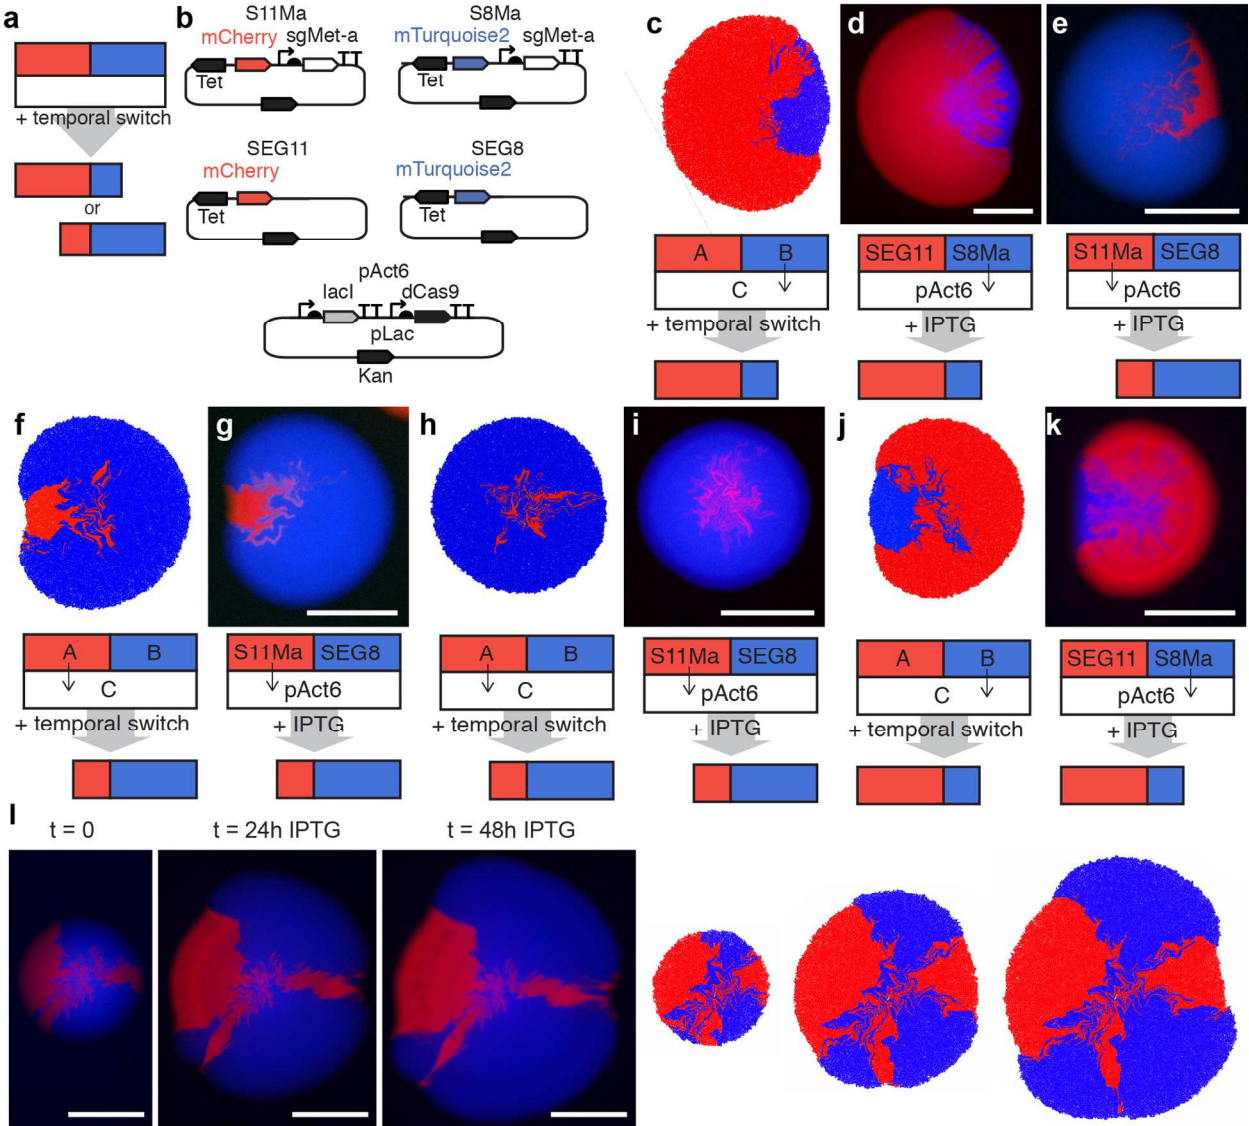 a
+ temporal switch
or
b
S11Ma
mCherry sgMet-a
Tet
S8Ma
mTurquoise2 sgMet-a
Tet
SEG11
mCherry
Tet
SEG8
mTurquoise2
Tet
pAct6
lacI dCas9
pLac
Kan
c
A B
C
+ temporal switch
d
SEG11 S8Ma
pAct6
+ IPTG
e
S11Ma SEG8
pAct6
+ IPTG
f
A B
C
+ temporal switch
g
S11Ma SEG8
pAct6
+ IPTG
h
A B
C
+ temporal switch
i
S11Ma SEG8
pAct6
+ IPTG
j
A B
C
+ temporal switch
k
SEG11 S8Ma
pAct6
+ IPTG
l
t = 0 t = 24h IPTG t = 48h IPTG